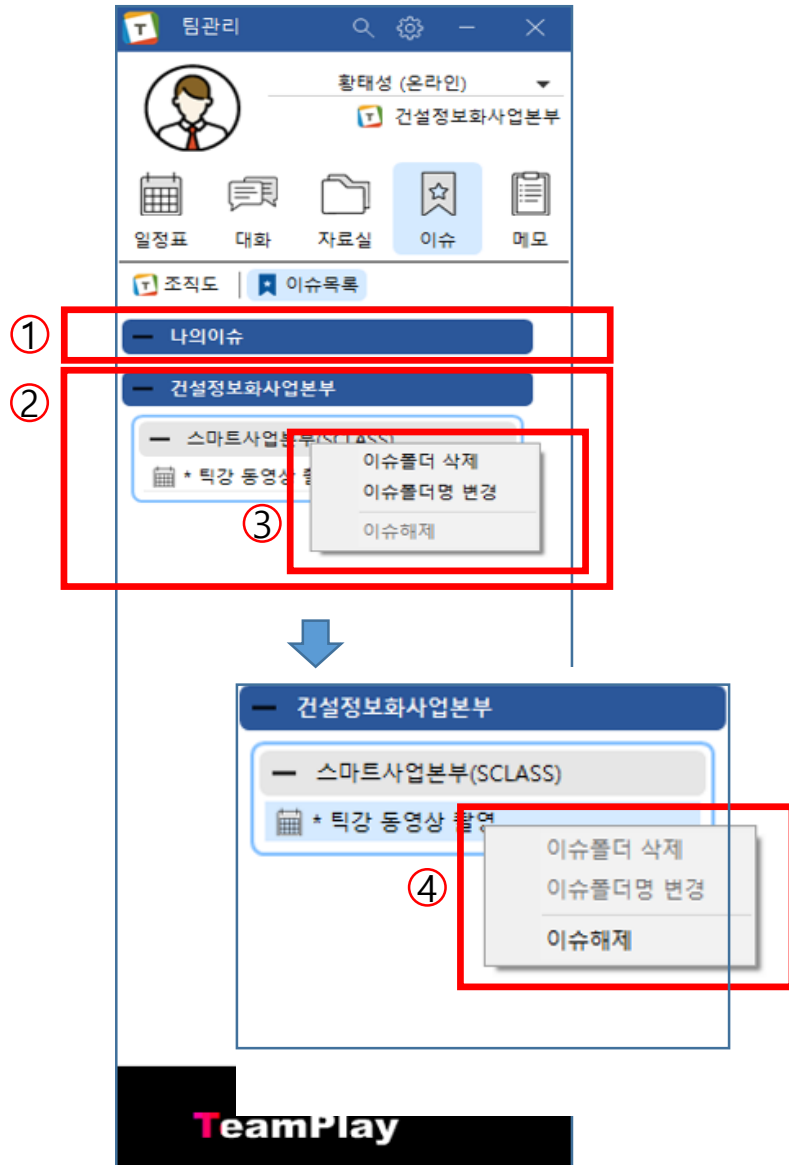 팀관리
황태성 (온라인)
건설정보화사업본부
일정표 대화 자료실 이슈 메모
조직도 이슈목록
① 나의이슈
② 건설정보화사업본부
스마트사업본부(SCLASS)
* 틱강 동영상
이슈폴더 삭제
이슈폴더명 변경
③ 이슈해제
건설정보화사업본부
스마트사업본부(SCLASS)
* 틱강 동영상 촬영
이슈폴더 삭제
④ 이슈폴더명 변경
이슈해제
TeamPlay